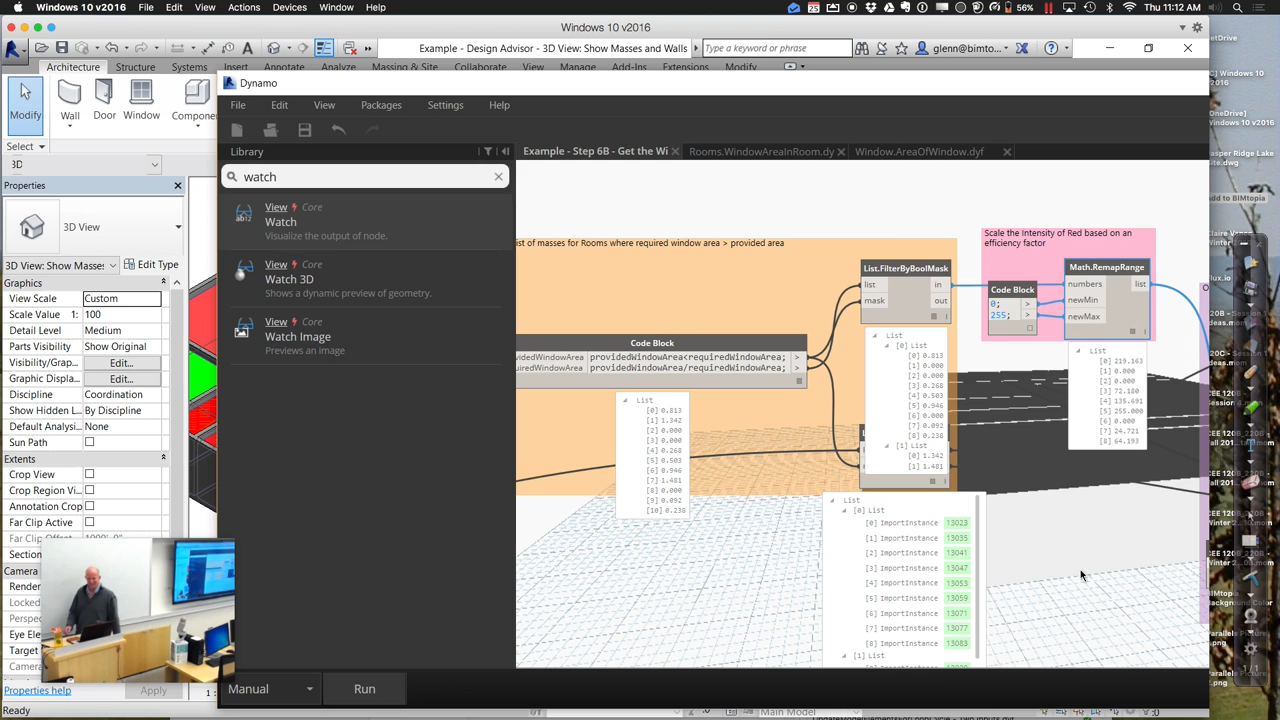 File Edit View Actions Devices Window Help
25
56%
Thu 11:12 AM
Windows 10 v2016
Example - Design Advisor - 3D View: Show Masses and Walls
Type a keyword or phrase
glenn@bimto...
Architecture Structure Systems Insert Annotate Analyze Massing & Site Collaborate View Manage Add-Ins Extensions Modify
Modify
Wall
Door
Window
Compone
Select
3D
Properties
3D View
3D View: Show Masses
Edit Type
Graphics
View Scale Custom
Scale Value 1: 100
Detail Level Medium
Parts Visibility Show Original
Visibility/Grap... Edit...
Graphic Displa... Edit...
Discipline Coordination
Show Hidden L... By Discipline
Default Analysi... None
Sun Path
Extents
Crop View
Crop Region Vi
Annotation Crop
Far Clip Active
Section
Camera
Render
Locked
Eye Ele
Target
Camera
Properties help
Apply
Ready
Dynamo
File Edit View Packages Settings Help
Library
watch
View Core
Watch
Visualize the output of node.
View Core
Watch 3D
Shows a dynamic preview of geometry.
View Core
Watch Image
Previews an image
Manual
Run
Example - Step 6B - Get the Wi
Rooms.WindowAreaInRoom.dy
Window.AreaOfWindow.dyf
ist of masses for Rooms where required window area > provided area
Code Block
ovidedWindowArea providedWindowArea<requiredWindowArea; >
uiredWindowArea providedWindowArea/requiredWindowArea; >
List
[0] 0.813
[1] 1.342
[2] 0.000
[3] 0.000
[4] 0.268
[5] 0.503
[6] 0.946
[7] 1.481
[8] 0.000
[9] 0.092
[10] 0.238
List.FilterByBoolMask
list in
mask out
List
[0] List
[0] 0.813
[1] 0.000
[2] 0.000
[3] 0.268
[4] 0.503
[5] 0.946
[6] 0.000
[7] 0.092
[8] 0.238
[1] List
[0] 1.342
[1] 1.481
List
[0] List
[0] ImportInstance 13023
[1] ImportInstance 13035
[2] ImportInstance 13041
[3] ImportInstance 13047
[4] ImportInstance 13053
[5] ImportInstance 13059
[6] ImportInstance 13071
[7] ImportInstance 13077
[8] ImportInstance 13083
[1] List
Scale the Intensity of Red based on an
efficiency factor
Code Block
0; >
255; >
Math.RemapRange
numbers list
newMin
newMax
List
[0] 219.163
[1] 0.000
[2] 0.000
[3] 72.180
[4] 135.691
[5] 255.000
[6] 0.000
[7] 24.721
[8] 64.193
Main Model
1/1